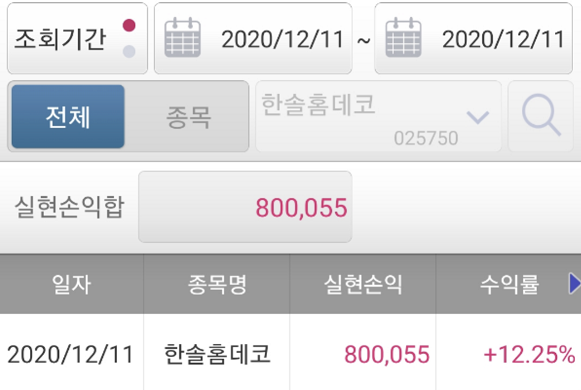 조회기간 2020/12/11 ~ 2020/12/11
전체 종목 한솔홈데코
025750
실현손익합 800,055
일자 종목명 실현손익 수익률
2020/12/11 한솔홈데코 800,055 +12.25%